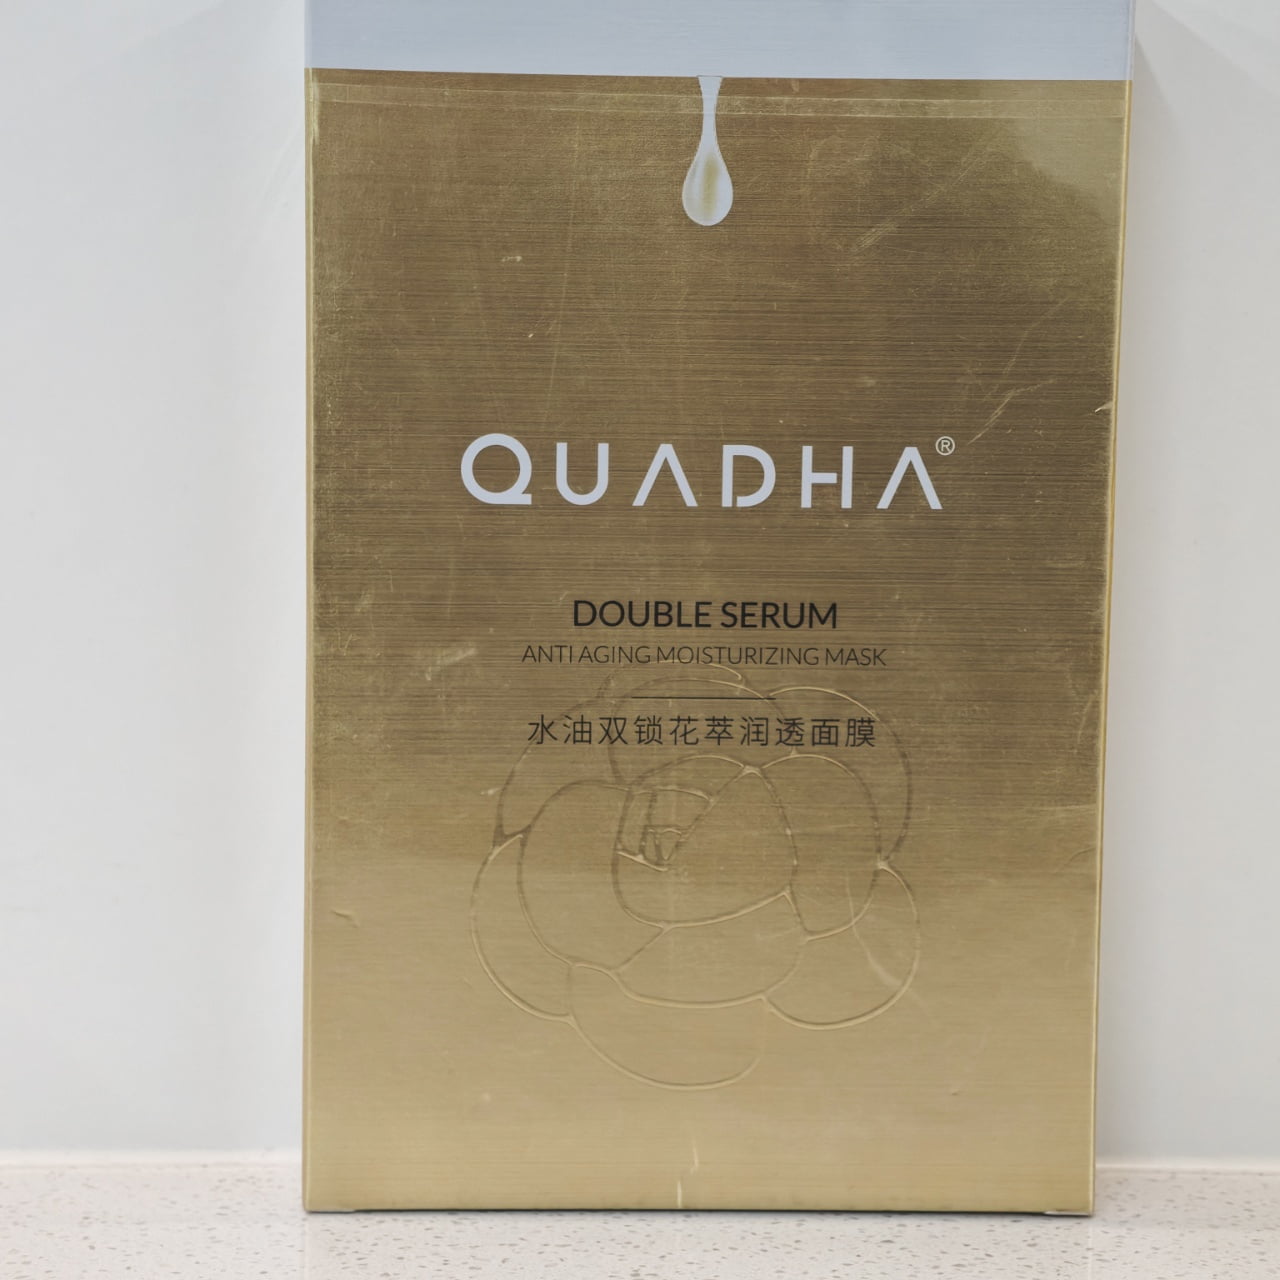 QUADHA®
DOUBLE SERUM
ANTI AGING MOISTURIZING MASK
水油双锁花萃润透面膜